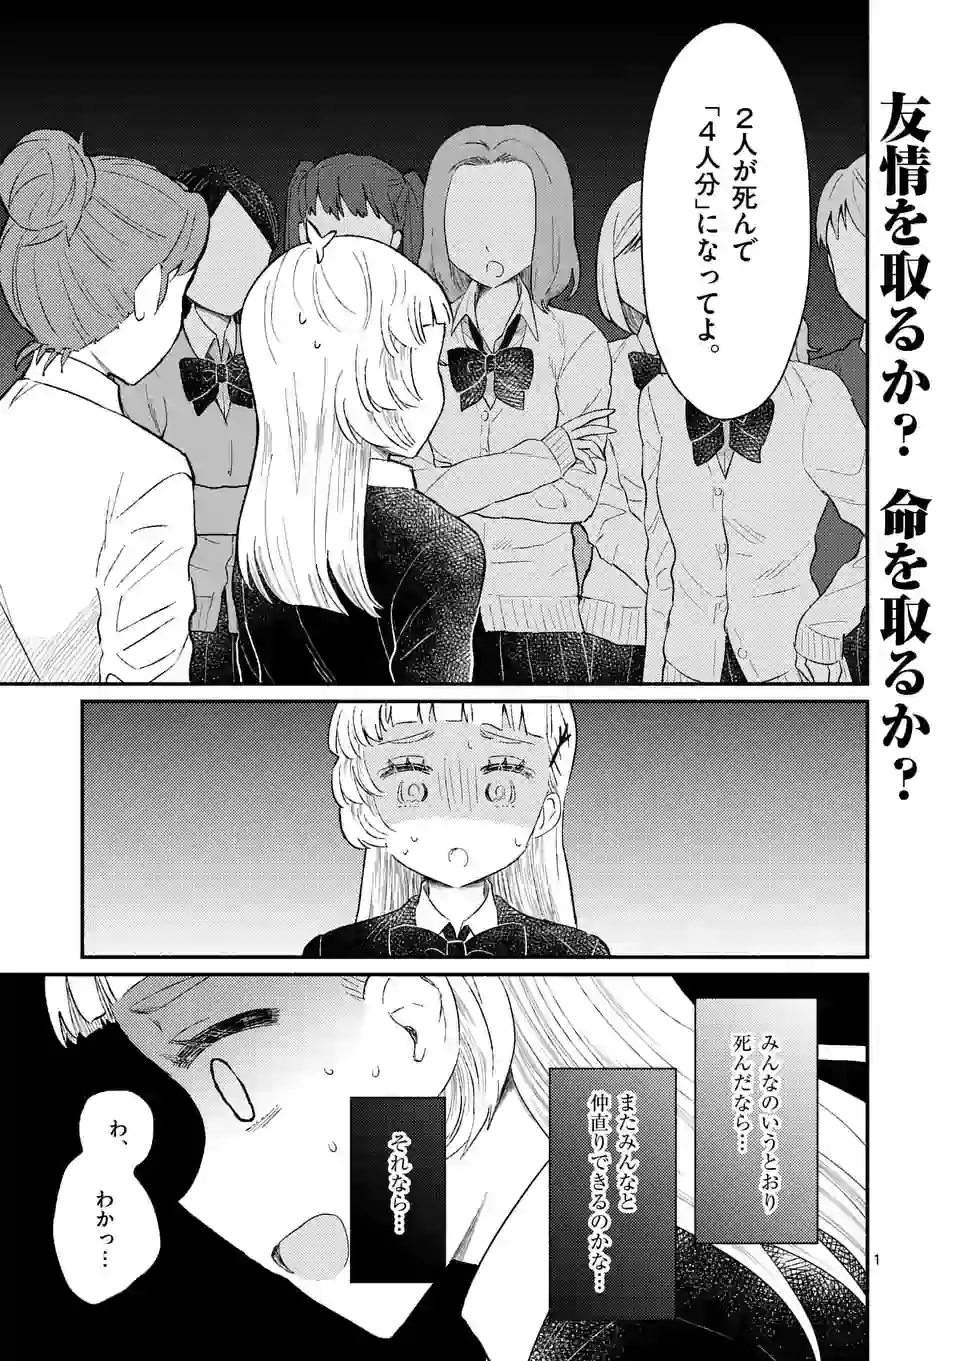 友情を取るか？ 命を取るか？
２人が死んで
「４人分」になってよ。
みんなのいうとおり
死んだなら…
またみんなと
仲直りできるのかな…
それなら…
わ、
わかっ…
1